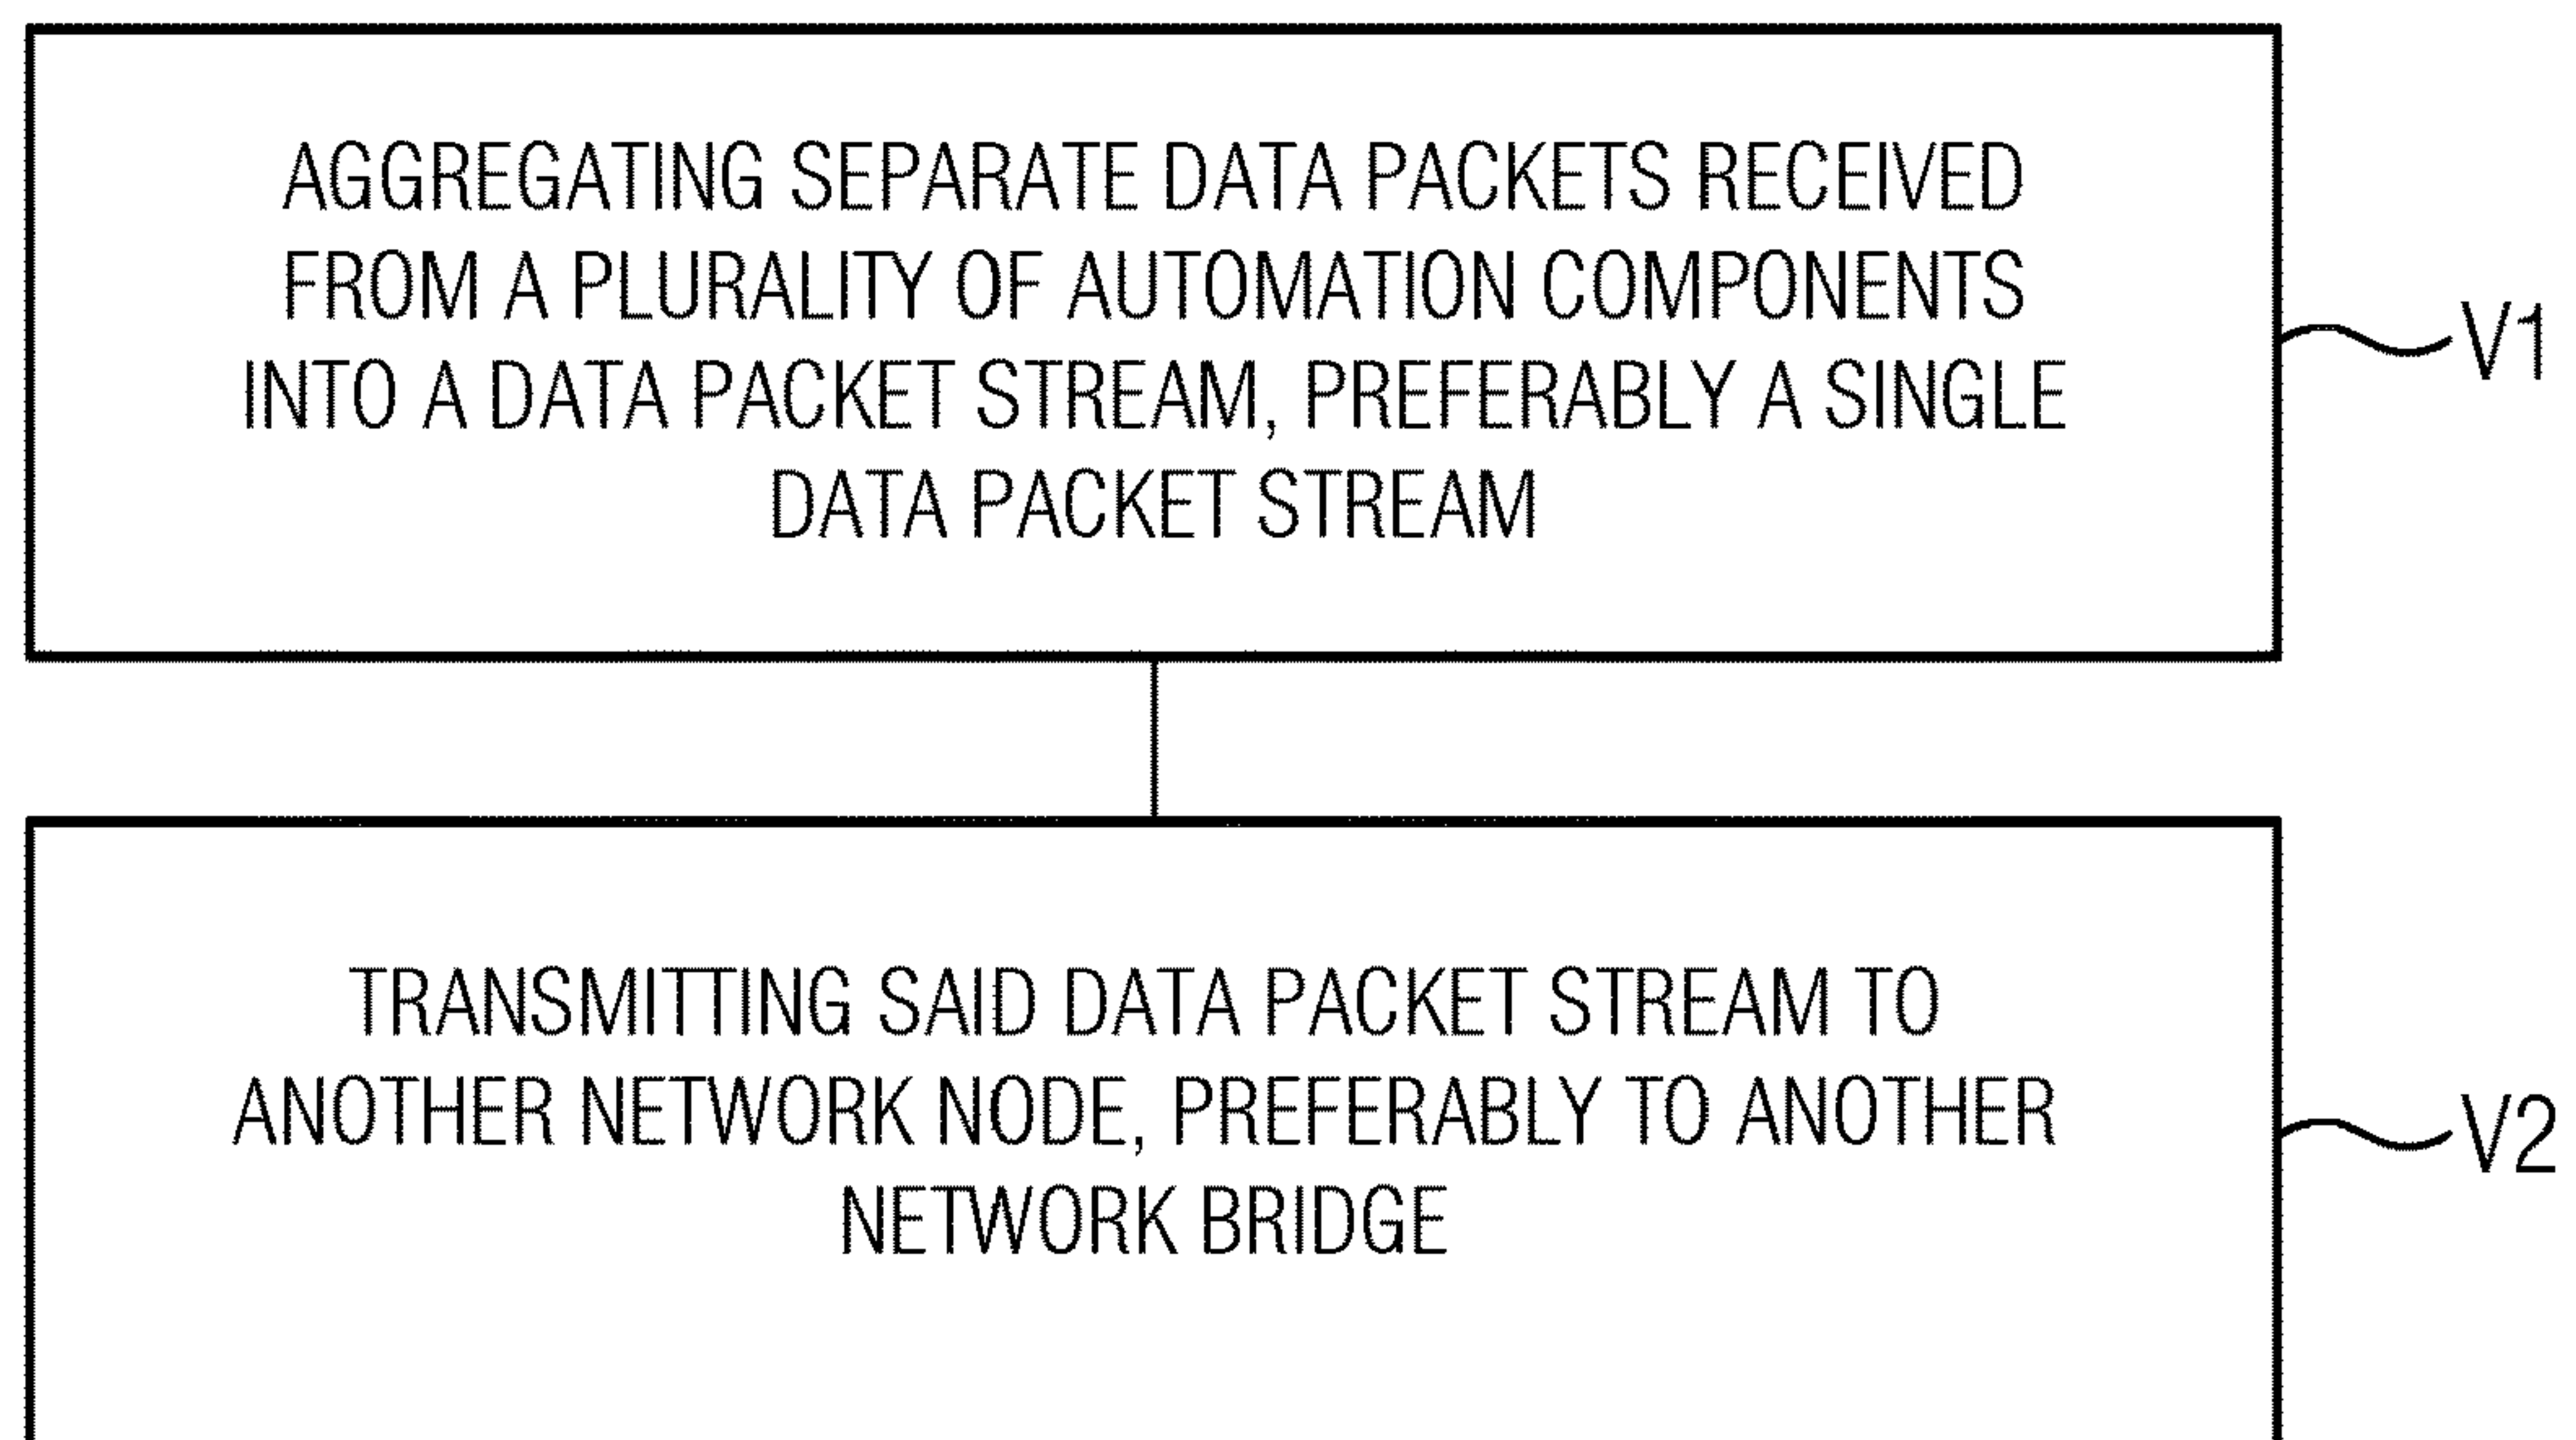 AGGREGATING SEPARATE DATA PACKETS RECEIVED
FROM A PLURALITY OF AUTOMATION COMPONENTS
INTO A DATA PACKET STREAM, PREFERABLY A SINGLE
DATA PACKET STREAM
V1
TRANSMITTING SAID DATA PACKET STREAM TO
ANOTHER NETWORK NODE, PREFERABLY TO ANOTHER
NETWORK BRIDGE
V2